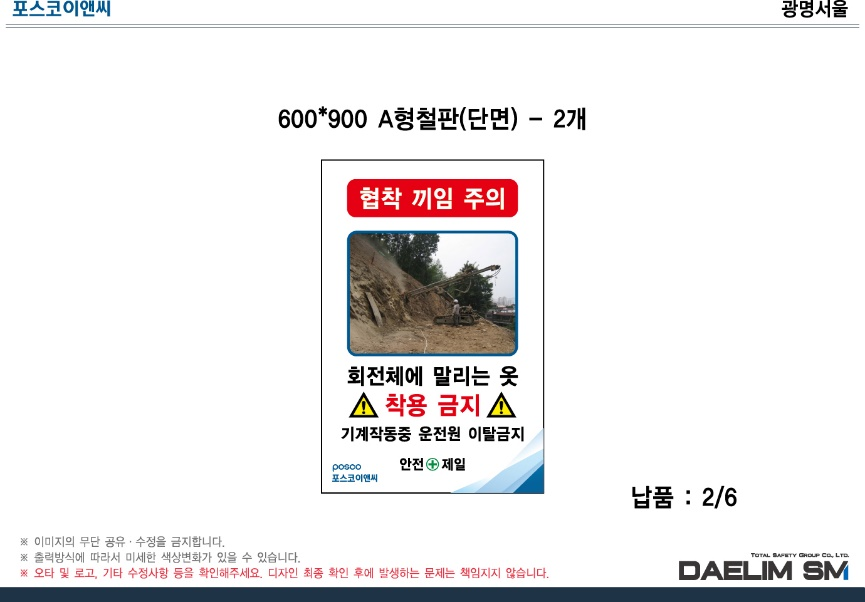 포스코이앤씨
광명서울
600*900 A형철판(단면) - 2개
협착 끼임 주의
회전체에 말리는 옷
착용 금지
기계작동중 운전원 이탈금지
안전 제일
posco
포스코이앤씨
납품 : 2/6
※ 이미지의 무단 공유·수정을 금지합니다.
※ 출력방식에 따라서 미세한 색상변화가 있을 수 있습니다.
※ 오타 및 로고, 기타 수정사항 등을 확인해주세요. 디자인 최종 확인 후에 발생하는 문제는 책임지지 않습니다.
TOTAL SAFETY GROUP CO., LTD.
DAELIM SM